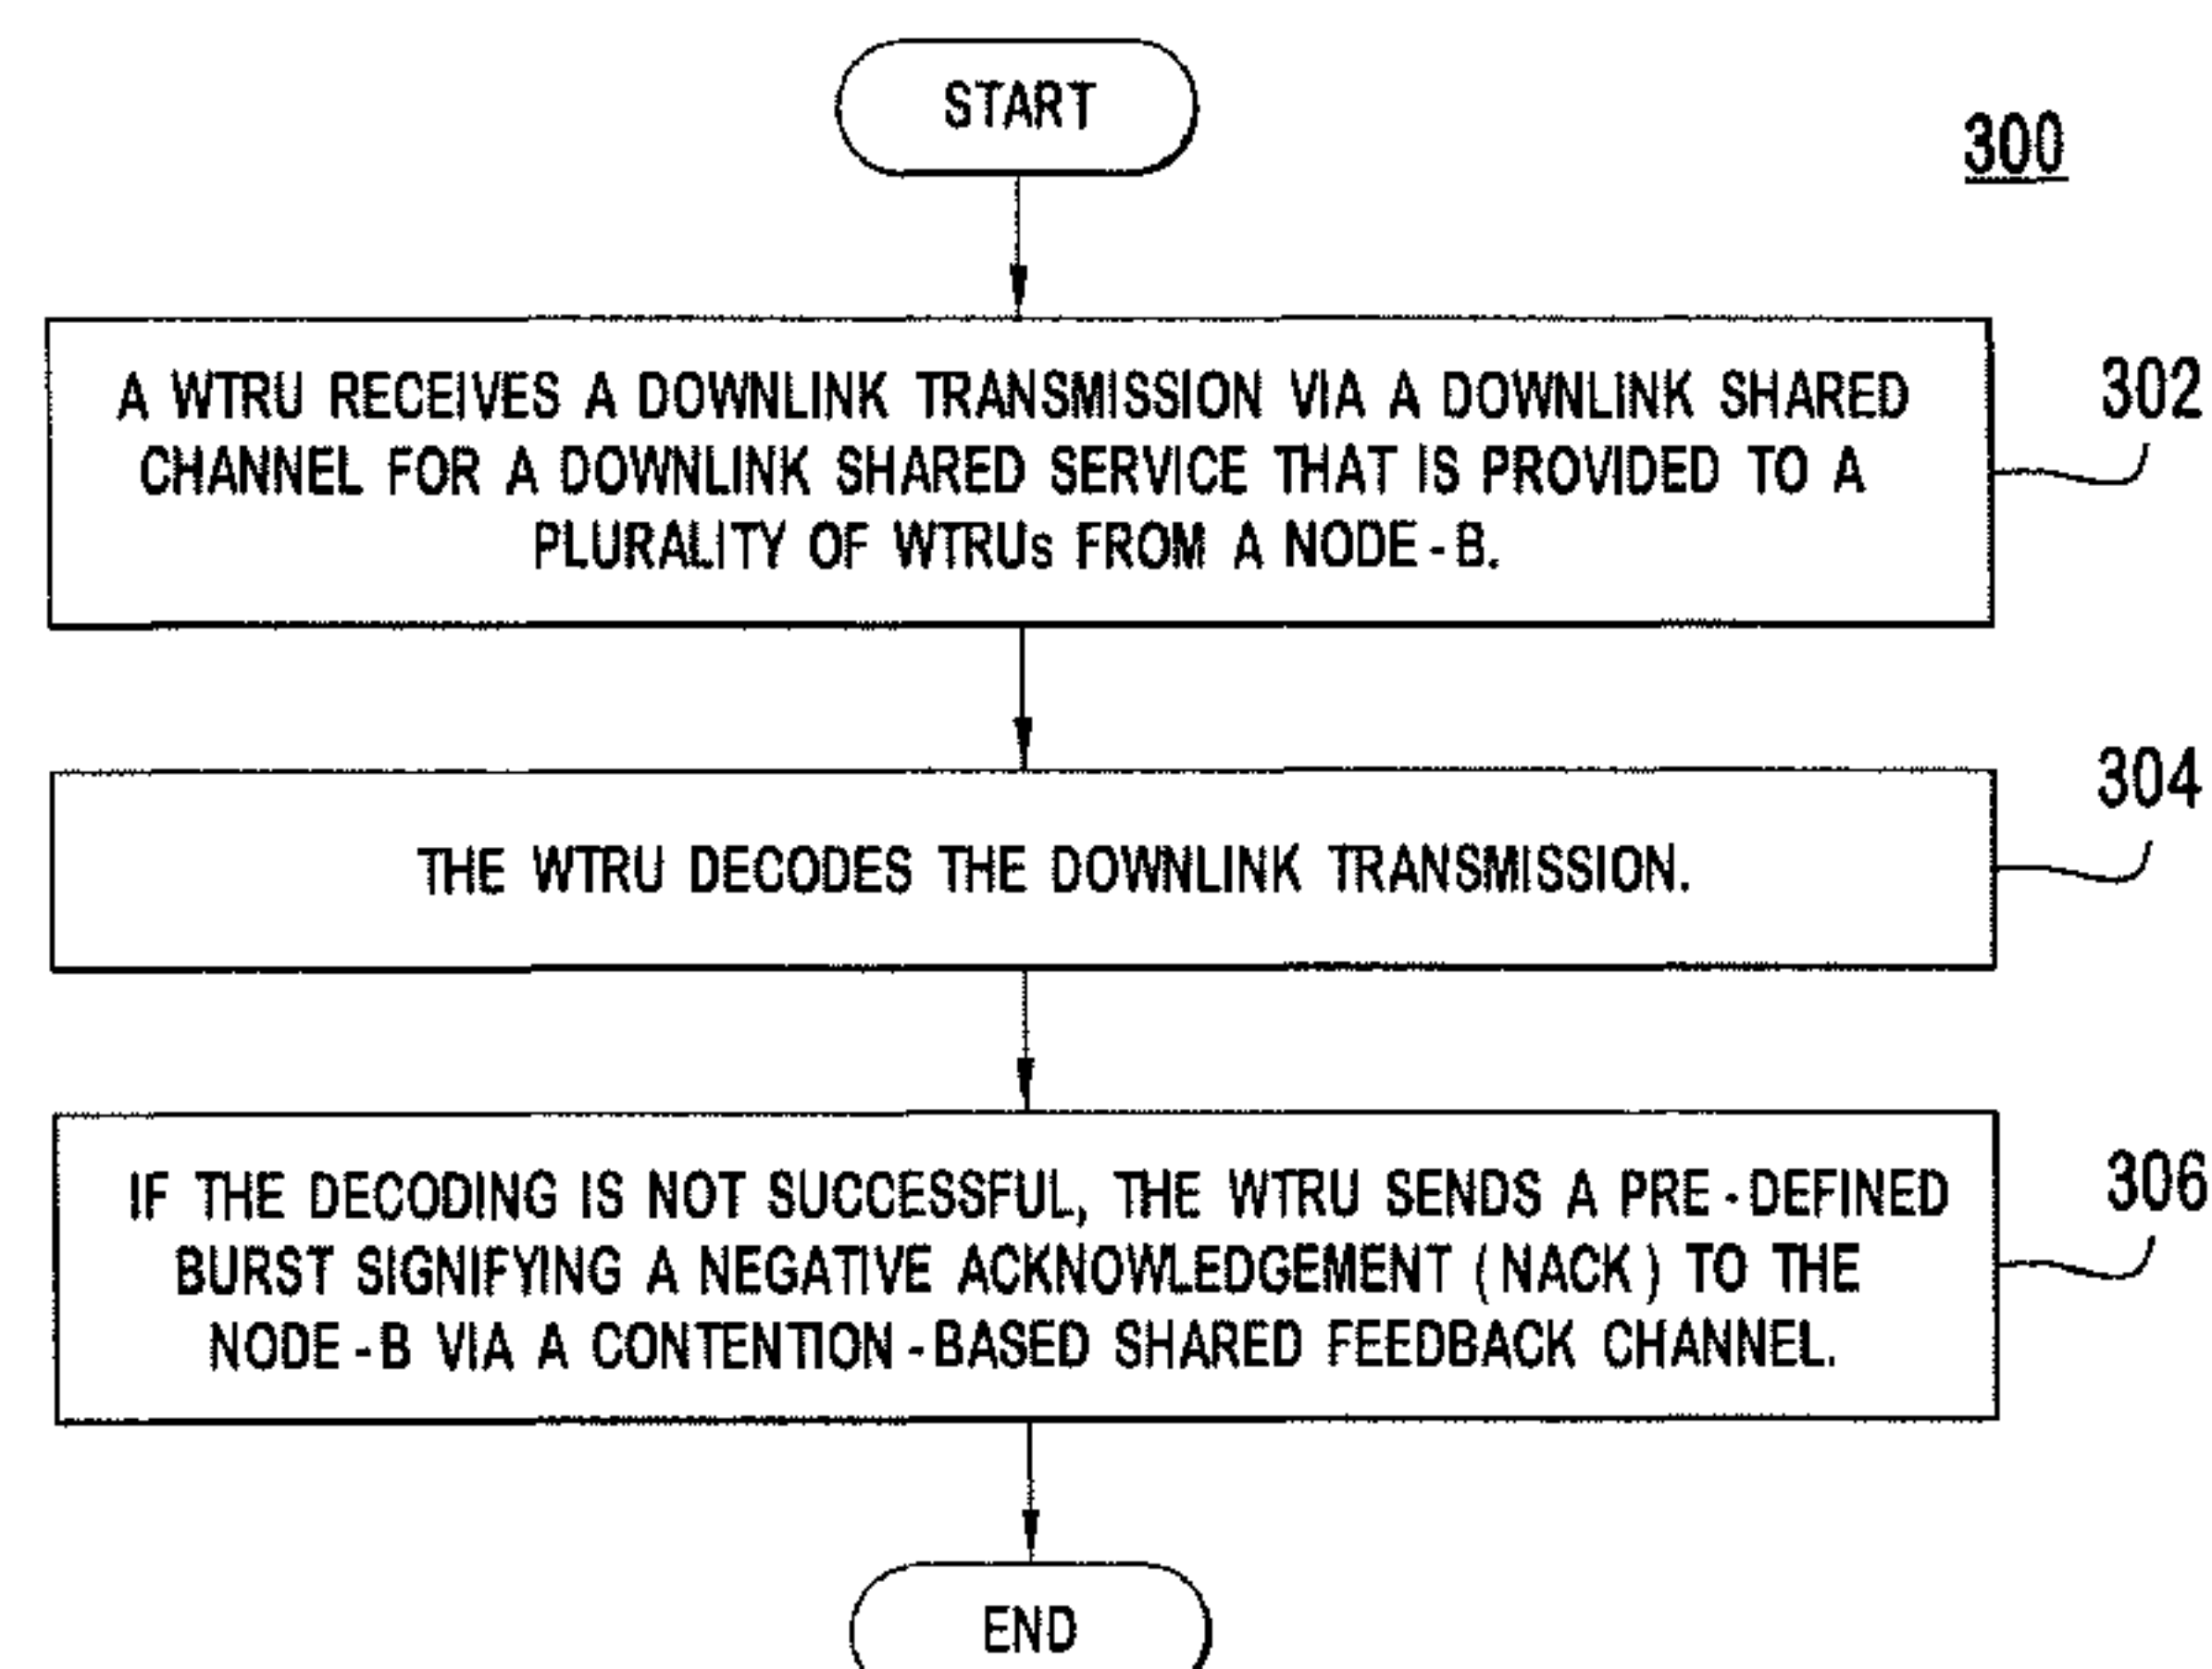 START
300
A WTRU RECEIVES A DOWNLINK TRANSMISSION VIA A DOWNLINK SHARED
CHANNEL FOR A DOWNLINK SHARED SERVICE THAT IS PROVIDED TO A
PLURALITY OF WTRUs FROM A NODE-B.
302
THE WTRU DECODES THE DOWNLINK TRANSMISSION.
304
IF THE DECODING IS NOT SUCCESSFUL, THE WTRU SENDS A PRE-DEFINED
BURST SIGNIFYING A NEGATIVE ACKNOWLEDGEMENT (NACK) TO THE
NODE-B VIA A CONTENTION-BASED SHARED FEEDBACK CHANNEL.
306
END